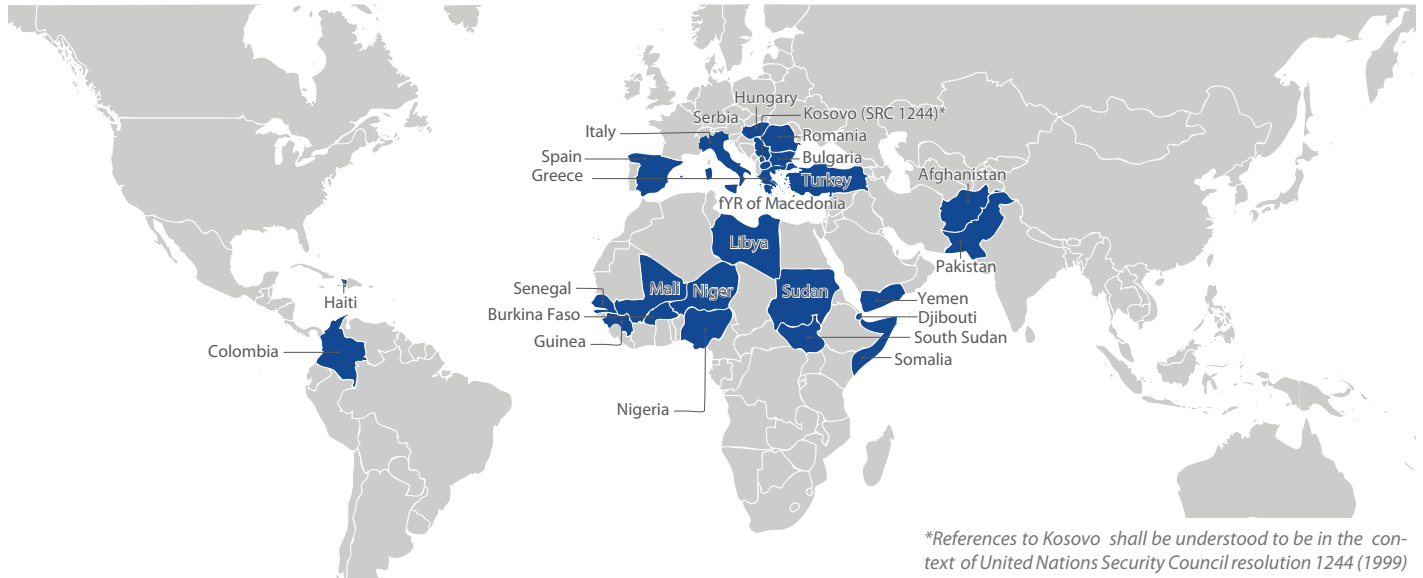 Hungary
Serbia
Kosovo (SRC 1244)*
Italy
Romania
Spain
Bulgaria
Greece
Turkey
Afghanistan
fYR of Macedonia
Libya
Pakistan
Senegal
Mali
Niger
Sudan
Haiti
Yemen
Burkina Faso
Djibouti
Guinea
South Sudan
Colombia
Somalia
Nigeria
*References to Kosovo shall be understood to be in the con-
text of United Nations Security Council resolution 1244 (1999)